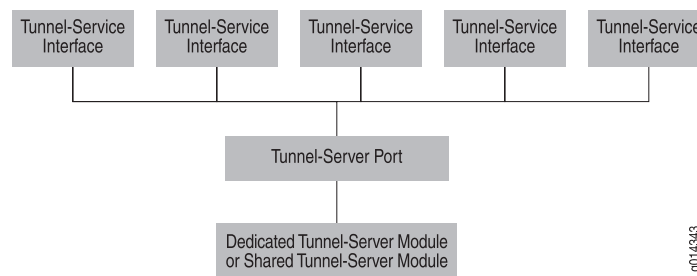 Tunnel-Service
Interface
Tunnel-Service
Interface
Tunnel-Service
Interface
Tunnel-Service
Interface
Tunnel-Service
Interface
Tunnel-Server Port
Dedicated Tunnel-Server Module
or Shared Tunnel-Server Module
g014343